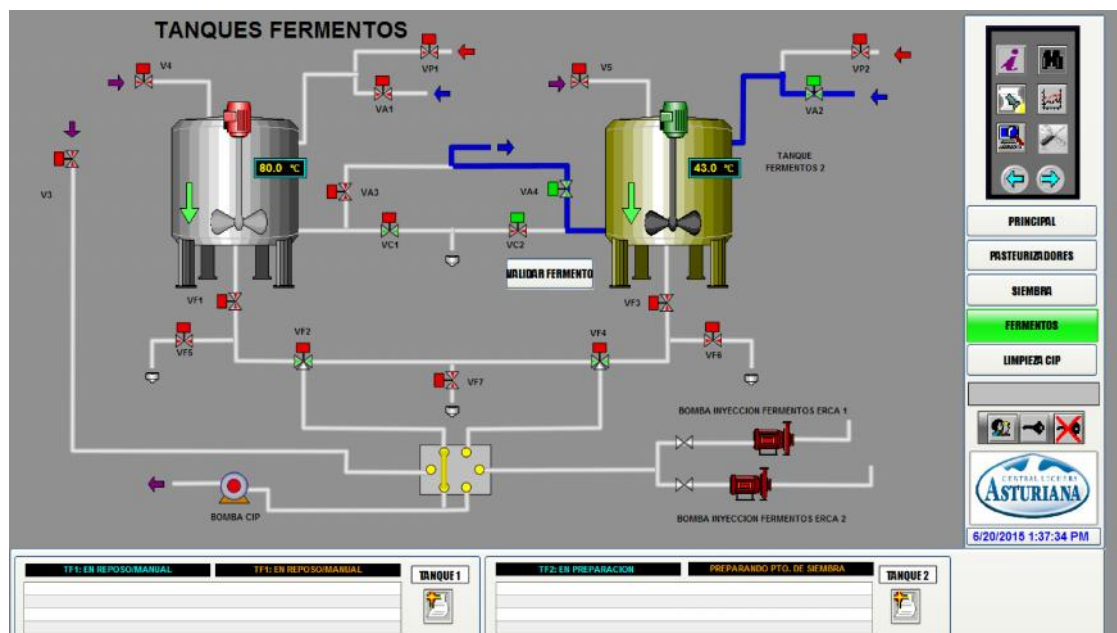 TANQUES FERMENTOS
V4
VP1
VA1
V5
VP2
VA2
80.0 °C
43.0 °C
TANQUE
FERMENTOS 2
V3
VA3
VA4
VC1
VC2
VALIDAR FERMENTO
VF1
VF3
VF5
VF2
VF4
VF6
VF7
BOMBA INYECCION FERMENTOS ERCA 1
BOMBA CIP
BOMBA INYECCION FERMENTOS ERCA 2
PRINCIPAL
PASTEURIZADORES
SIEMBRA
FERMENTOS
LIMPIEZA CIP
CENTRAL LECHERA
ASTURIANA
6/20/2015 1:37:34 PM
TF1: EN REPOSO/MANUAL
TF1: EN REPOSO/MANUAL
TANQUE 1
TF2: EN PREPARACION
PREPARANDO PTO. DE SIEMBRA
TANQUE 2